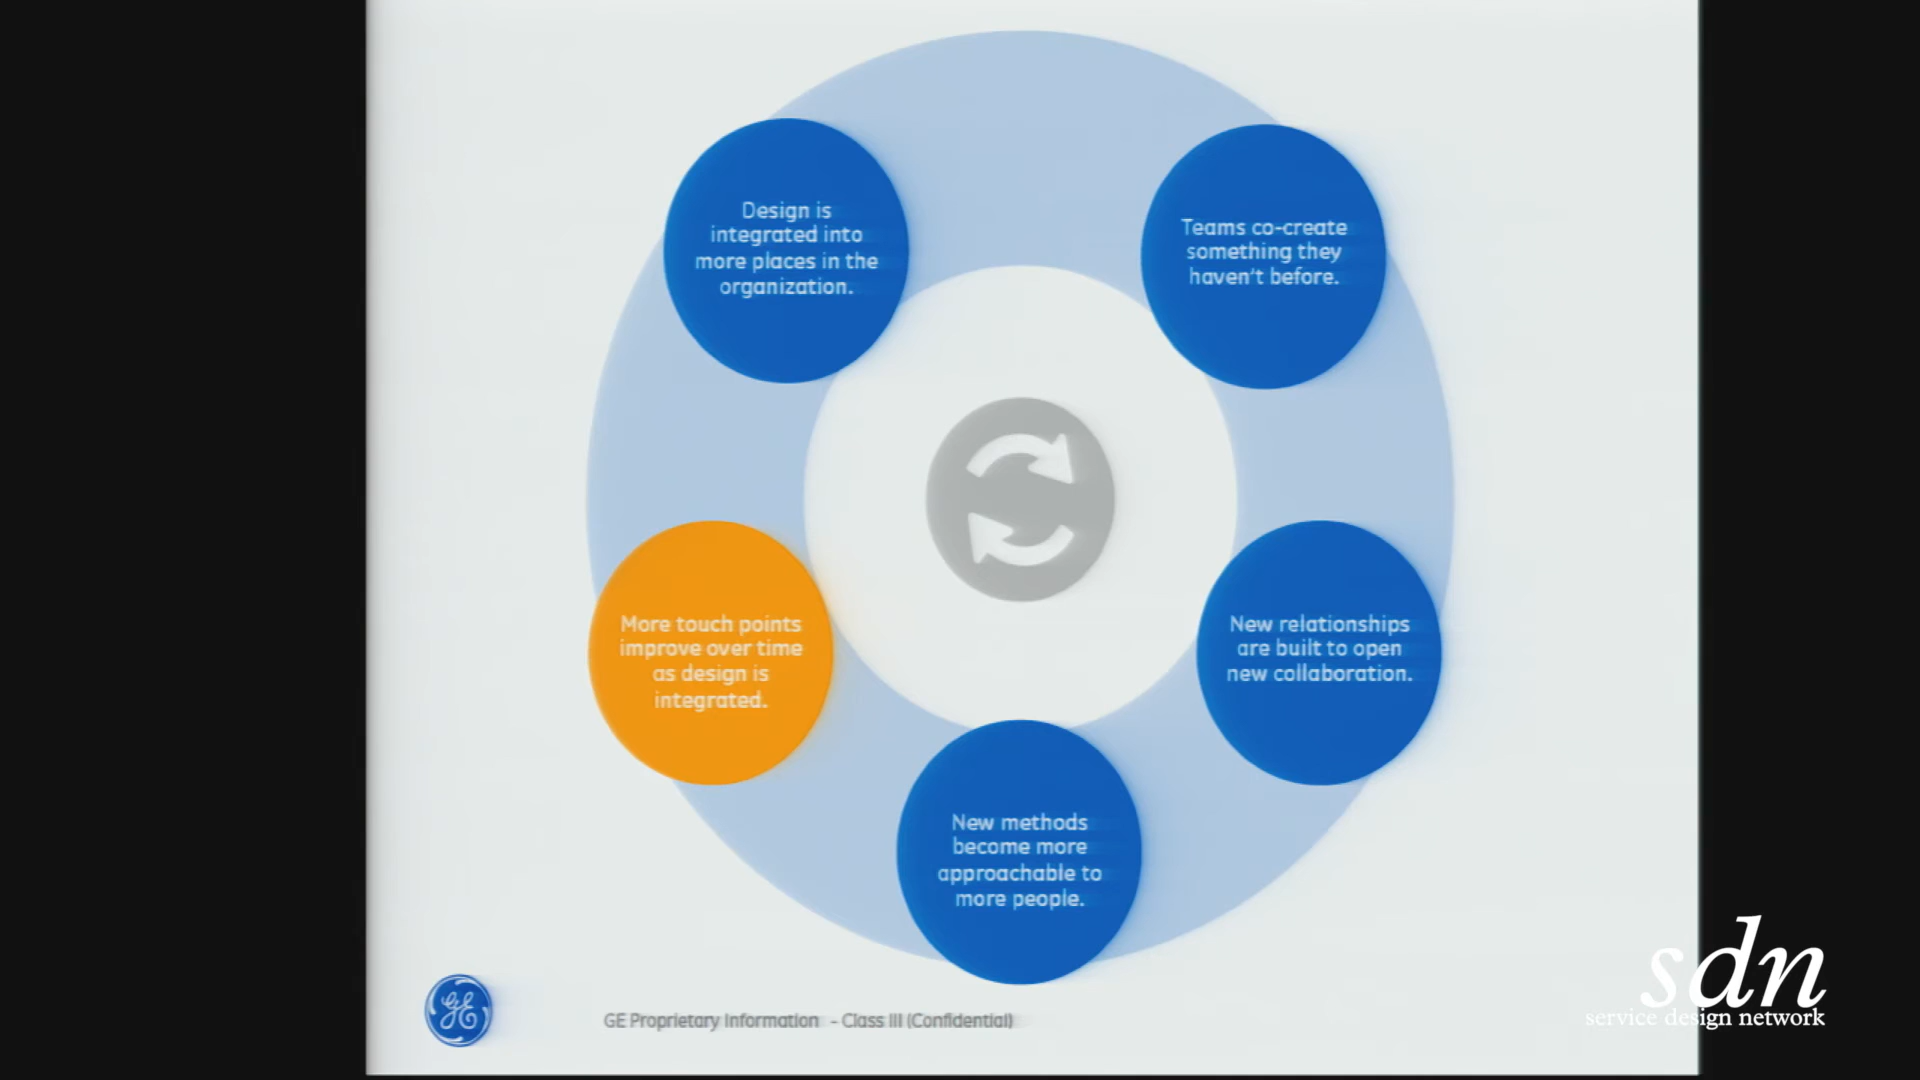 Design is
integrated into
more places in the
organization.
Teams co-create
something they
haven't before.
More touch points
improve over time
as design is
integrated.
New relationships
are built to open
new collaboration.
New methods
become more
approachable to
more people.
GE
GE Proprietary Information - Class III (Confidential)
sdn
service design network